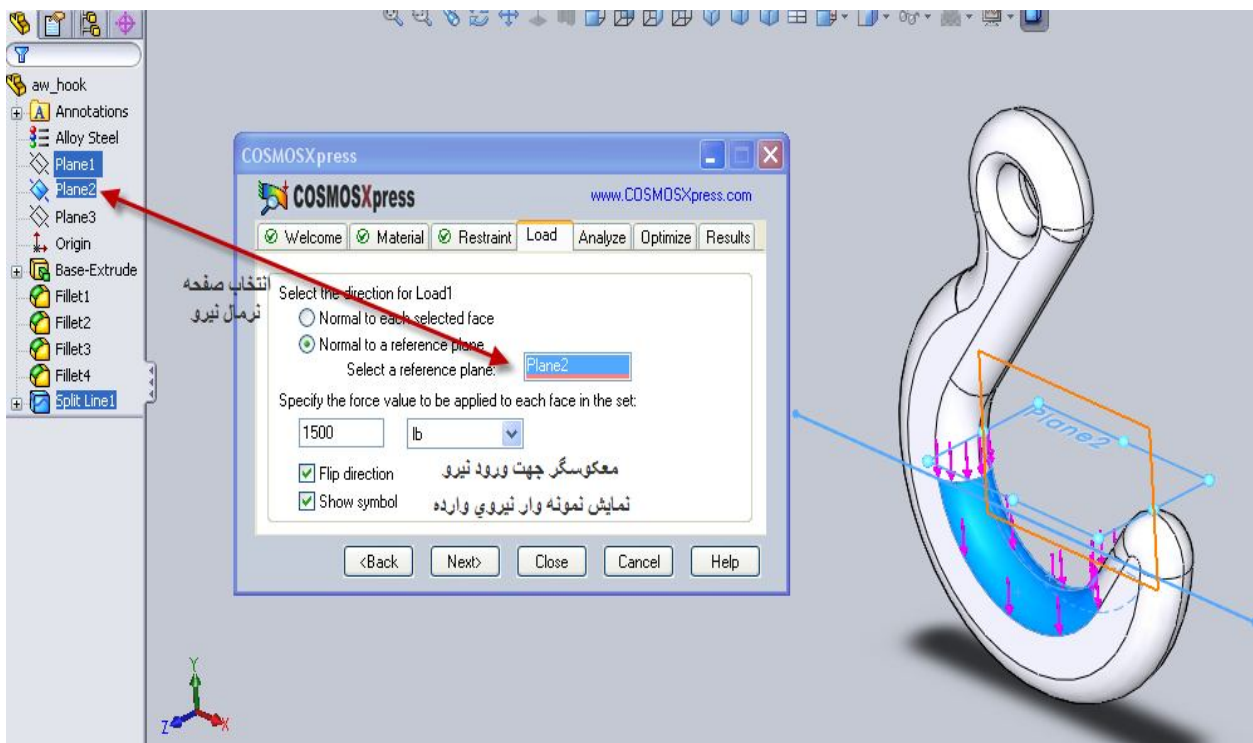 aw_hook
Annotations
Alloy Steel
Plane1
Plane2
Plane3
Origin
Base-Extrude
Fillet1
Fillet2
Fillet3
Fillet4
Split Line1
انتخاب صفحه
نرمال نیرو
COSMOSXpress
COSMOSXpress
www.COSMOSXpress.com
Welcome Material Restraint Load Analyze Optimize Results
Select the direction for Load1
Normal to each selected face
Normal to a reference plane
Select a reference plane: Plane2
Specify the force value to be applied to each face in the set:
1500 lb
Flip direction معکوسگر جهت ورود نیرو
Show symbol نمایش نمونه وار نیروي وارده
<Back Next> Close Cancel Help
Plane2
Y
Z X